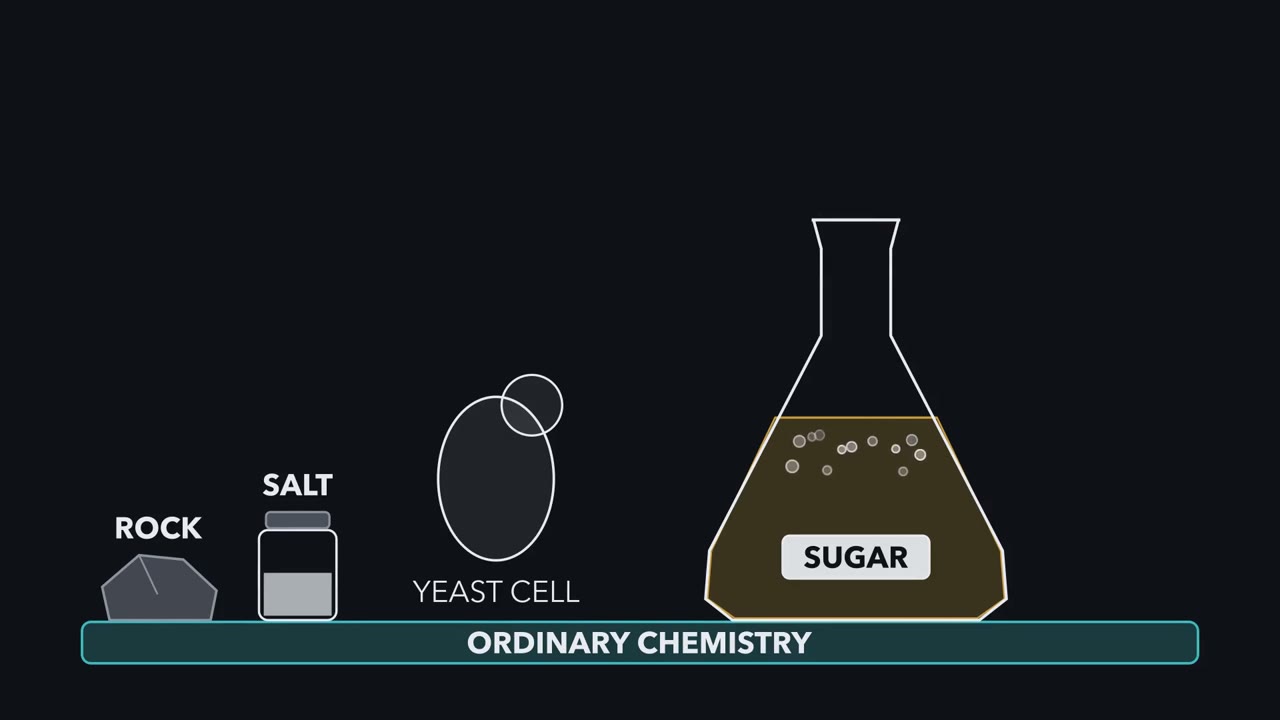 SALT
ROCK
SUGAR
YEAST CELL
ORDINARY CHEMISTRY